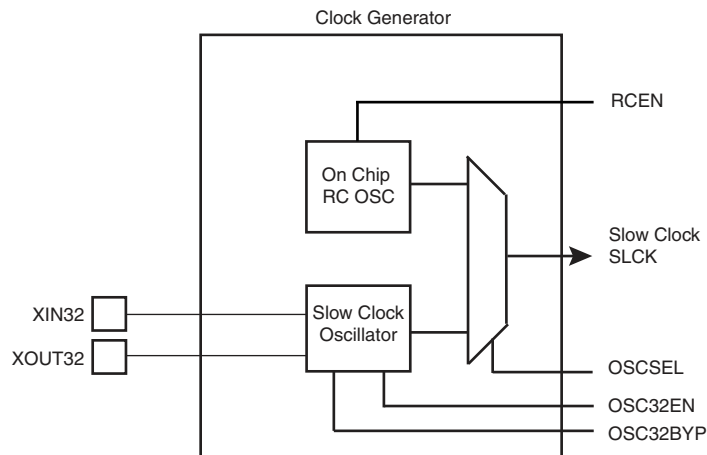 Clock Generator
RCEN
On Chip
RC OSC
Slow Clock
SLCK
XIN32
Slow Clock
Oscillator
XOUT32
OSCSEL
OSC32EN
OSC32BYP